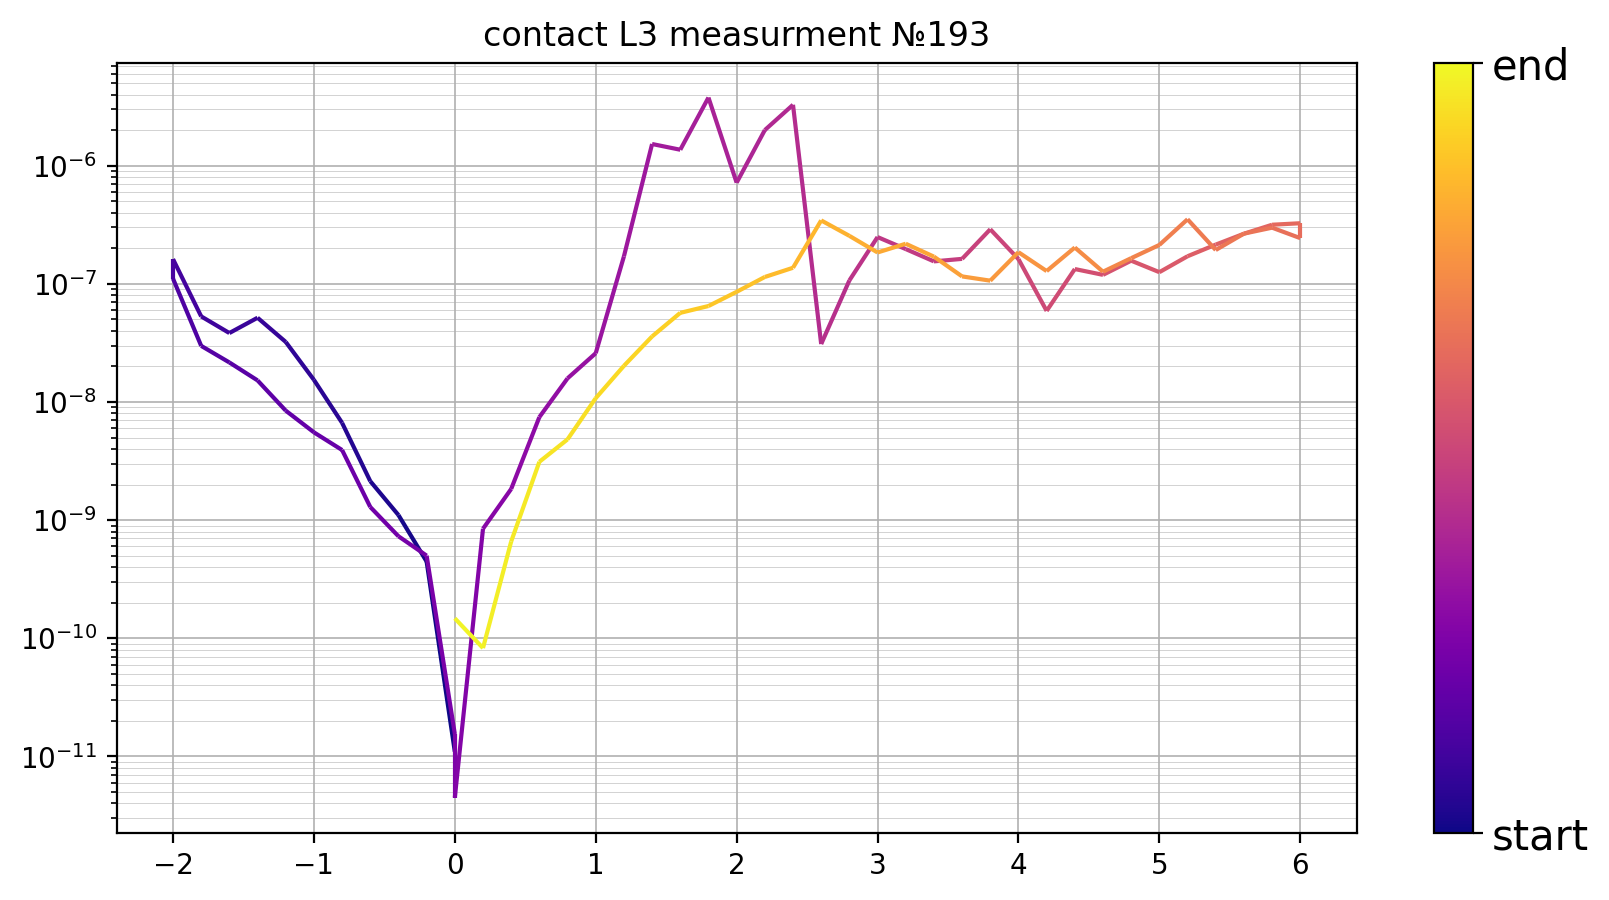 contact L3 measurment №193
end
10⁻⁶
10⁻⁷
10⁻⁸
10⁻⁹
10⁻¹⁰
10⁻¹¹
start
−2 −1 0 1 2 3 4 5 6